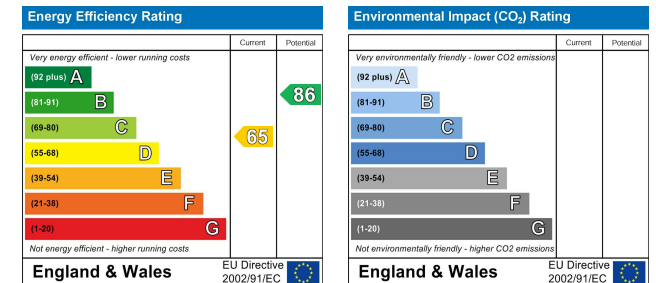 Energy Efficiency Rating
Current Potential
Very energy efficient - lower running costs
(92 plus) A
(81-91) B
86
(69-80) C
65
(55-68) D
(39-54) E
(21-38) F
(1-20) G
Not energy efficient - higher running costs
England & Wales
EU Directive
2002/91/EC
Environmental Impact (CO₂) Rating
Current Potential
Very environmentally friendly - lower CO2 emissions
(92 plus) A
(81-91) B
(69-80) C
(55-68) D
(39-54) E
(21-38) F
(1-20) G
Not environmentally friendly - higher CO2 emissions
England & Wales
EU Directive
2002/91/EC